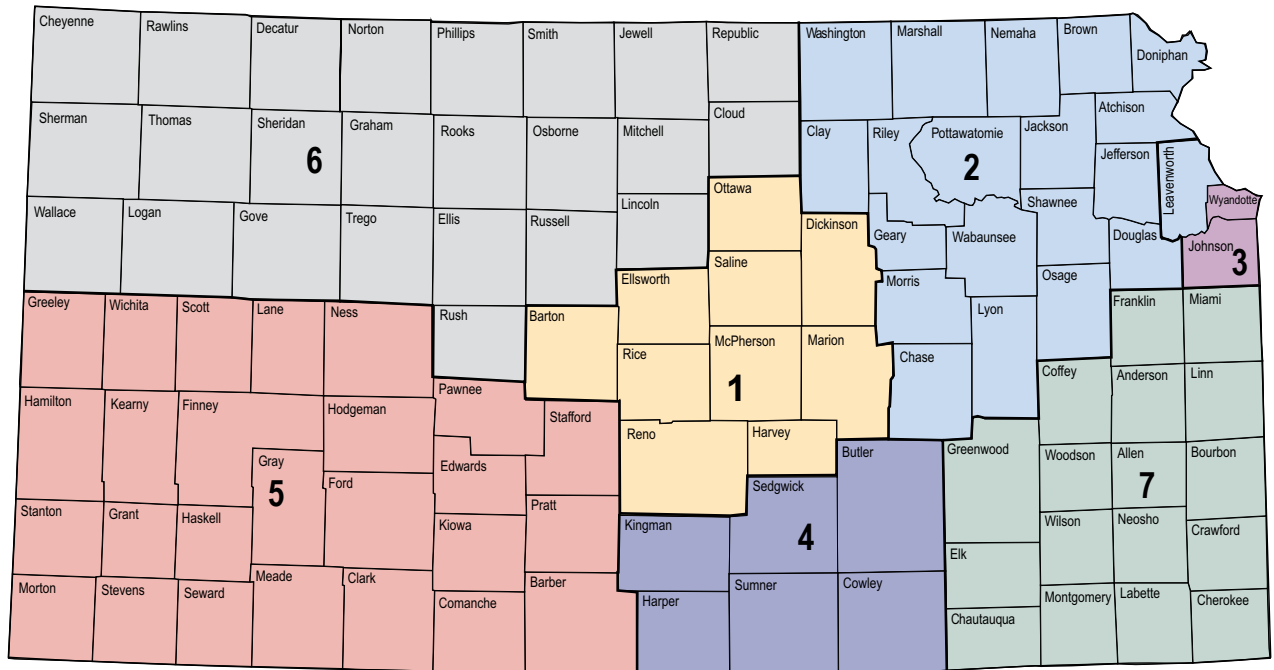 Cheyenne
Rawlins
Decatur
Norton
Phillips
Smith
Jewell
Republic
Washington
Marshall
Nemaha
Brown
Doniphan
Sherman
Thomas
Sheridan
Graham
Rooks
Osborne
Mitchell
Cloud
Clay
Riley
Pottawatomie
Jackson
Atchison
Jefferson
Leavenworth
Wyandotte
6
2
Wallace
Logan
Gove
Trego
Ellis
Russell
Lincoln
Ottawa
Dickinson
Geary
Wabaunsee
Shawnee
Douglas
Johnson
3
Greeley
Wichita
Scott
Lane
Ness
Rush
Barton
Ellsworth
Saline
Morris
Lyon
Osage
Franklin
Miami
Rice
McPherson
Marion
Chase
Coffey
Anderson
Linn
1
Hamilton
Kearny
Finney
Hodgeman
Pawnee
Stafford
Reno
Harvey
Butler
Greenwood
Woodson
Allen
Bourbon
Gray
5
Ford
Edwards
Pratt
Kingman
Sedgwick
4
7
Stanton
Grant
Haskell
Kiowa
Wilson
Neosho
Crawford
Elk
Morton
Stevens
Seward
Meade
Clark
Comanche
Barber
Harper
Sumner
Cowley
Chautauqua
Montgomery
Labette
Cherokee